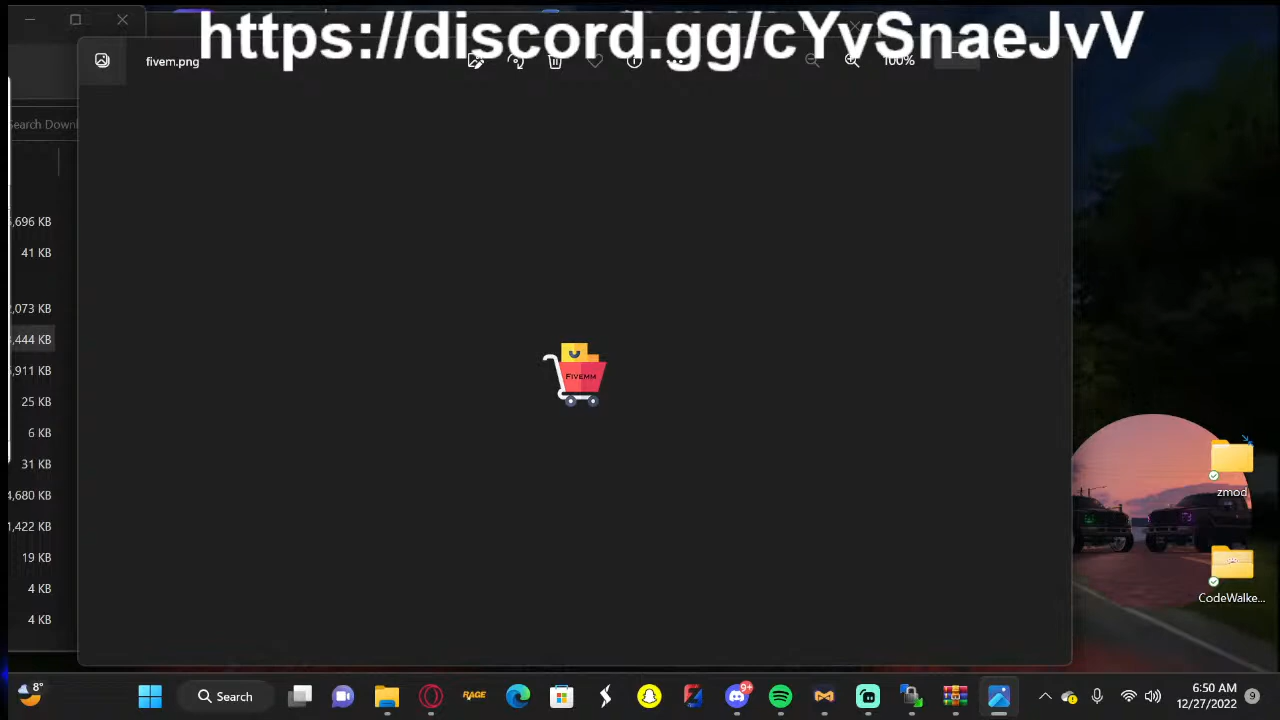 https://discord.gg/cYvSnaeJvV
fivem.png
100%
Search Down
,696 KB
41 KB
,073 KB
,444 KB
,911 KB
25 KB
6 KB
31 KB
4,680 KB
1,422 KB
19 KB
4 KB
4 KB
FIVEMM
zmod
CodeWalke...
8°
Search
RAGE
9+
6:50 AM
12/27/2022
9